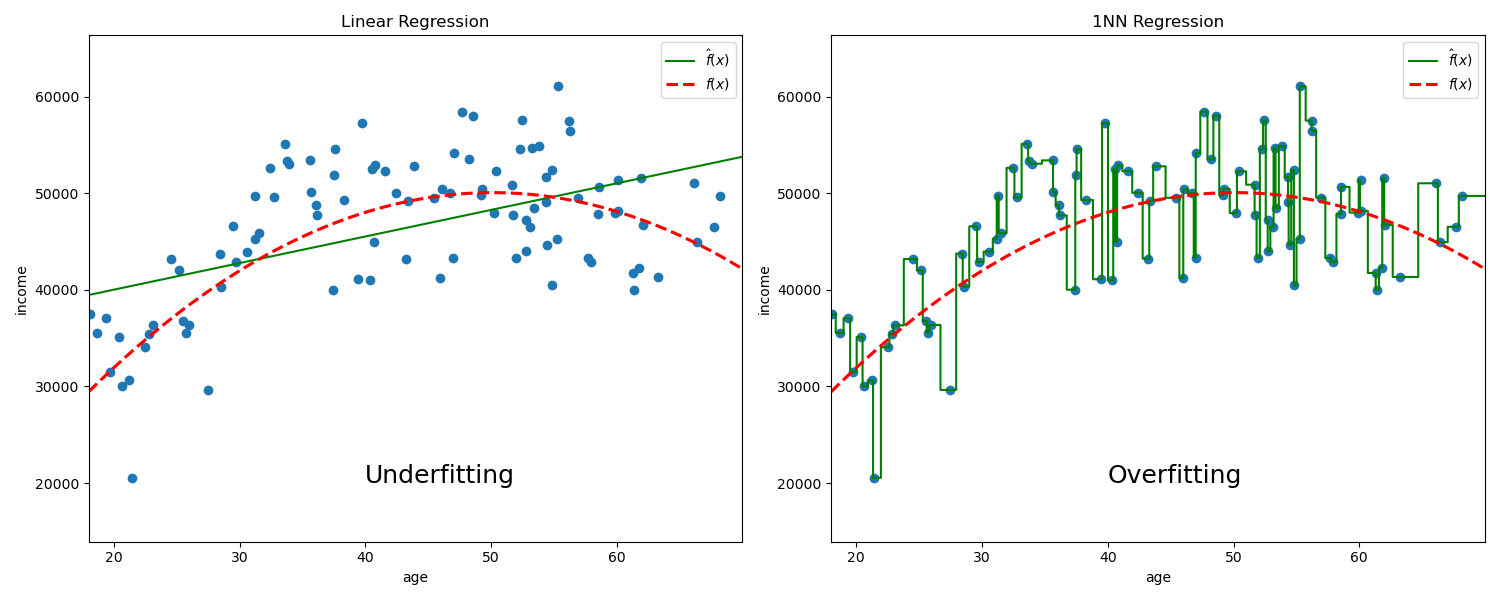 Linear Regression
f̂(x)
f(x)
60000
50000
40000
30000
20000
income
Underfitting
20 30 40 50 60
age
1NN Regression
f̂(x)
f(x)
60000
50000
40000
30000
20000
income
Overfitting
20 30 40 50 60
age